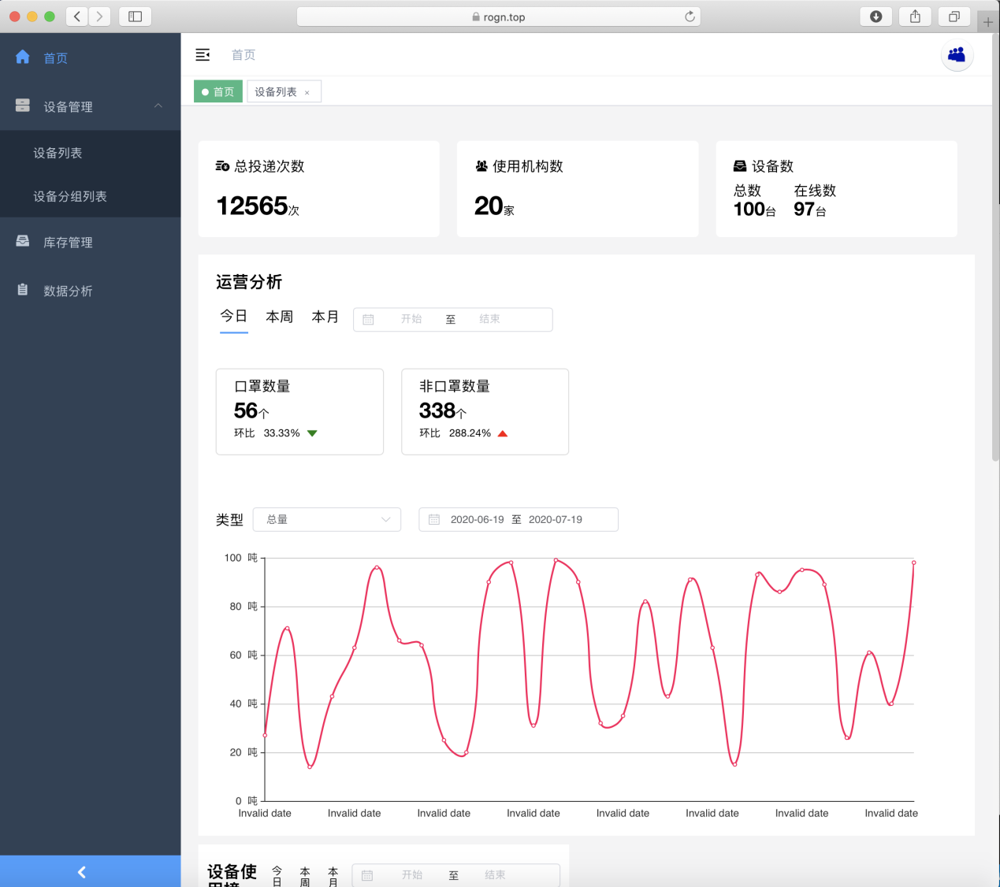 rogn.top
首页
设备管理
设备列表
设备分组列表
库存管理
数据分析
首页
首页
设备列表 ×
总投递次数
12565次
使用机构数
20家
设备数
总数 在线数
100台 97台
运营分析
今日 本周 本月 开始 至 结束
口罩数量
56个
环比 33.33%
非口罩数量
338个
环比 288.24%
类型 总量 2020-06-19 至 2020-07-19
100 吨
80 吨
60 吨
40 吨
20 吨
0 吨
Invalid date Invalid date Invalid date Invalid date Invalid date Invalid date Invalid date Invalid date
设备使 今日 本周 本月 开始 至 结束